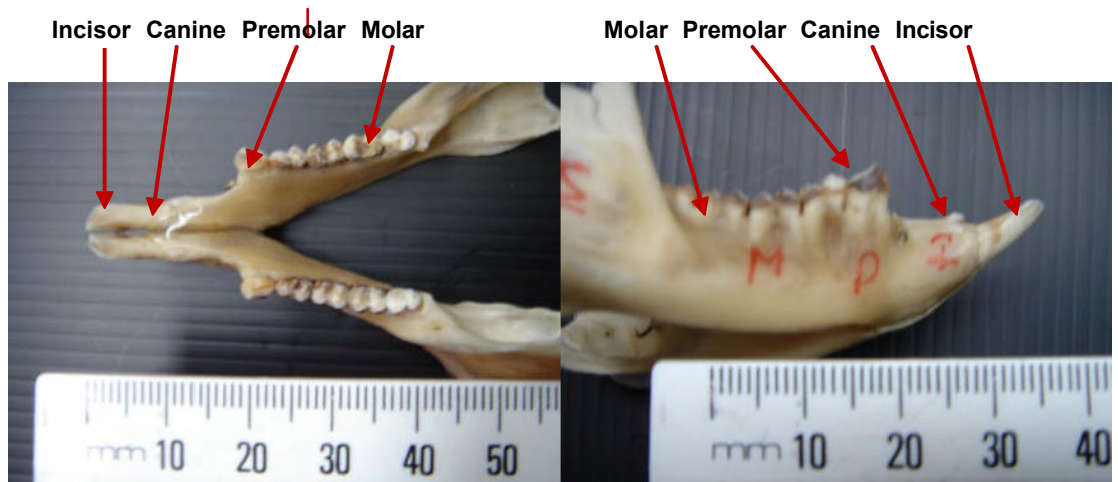 Incisor Canine Premolar Molar
Molar Premolar Canine Incisor
M
P
I
mm 10 20 30 40 50
mm 10 20 30 40